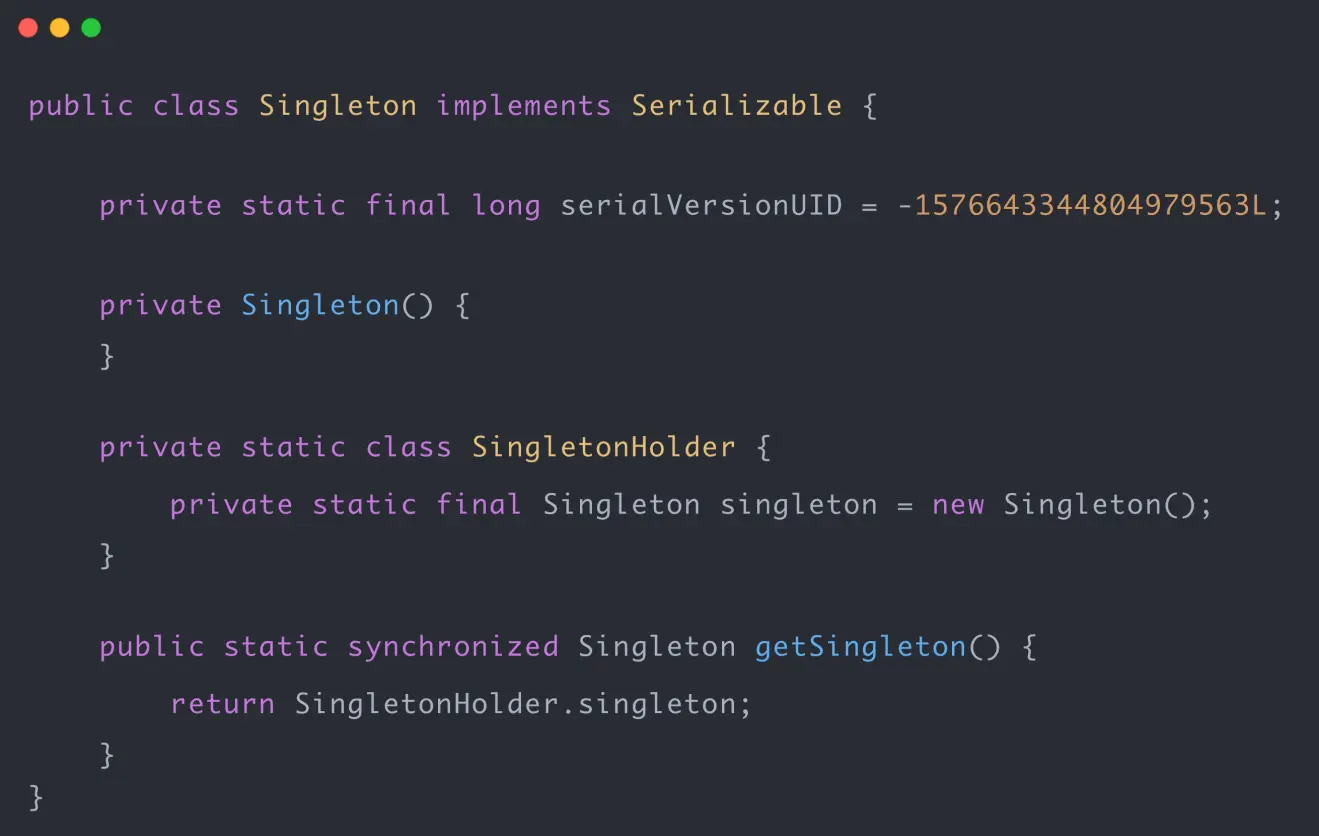 public class Singleton implements Serializable {
    private static final long serialVersionUID = -1576643344804979563L;
    private Singleton() {
    }
    private static class SingletonHolder {
        private static final Singleton singleton = new Singleton();
    }
    public static synchronized Singleton getSingleton() {
        return SingletonHolder.singleton;
    }
}